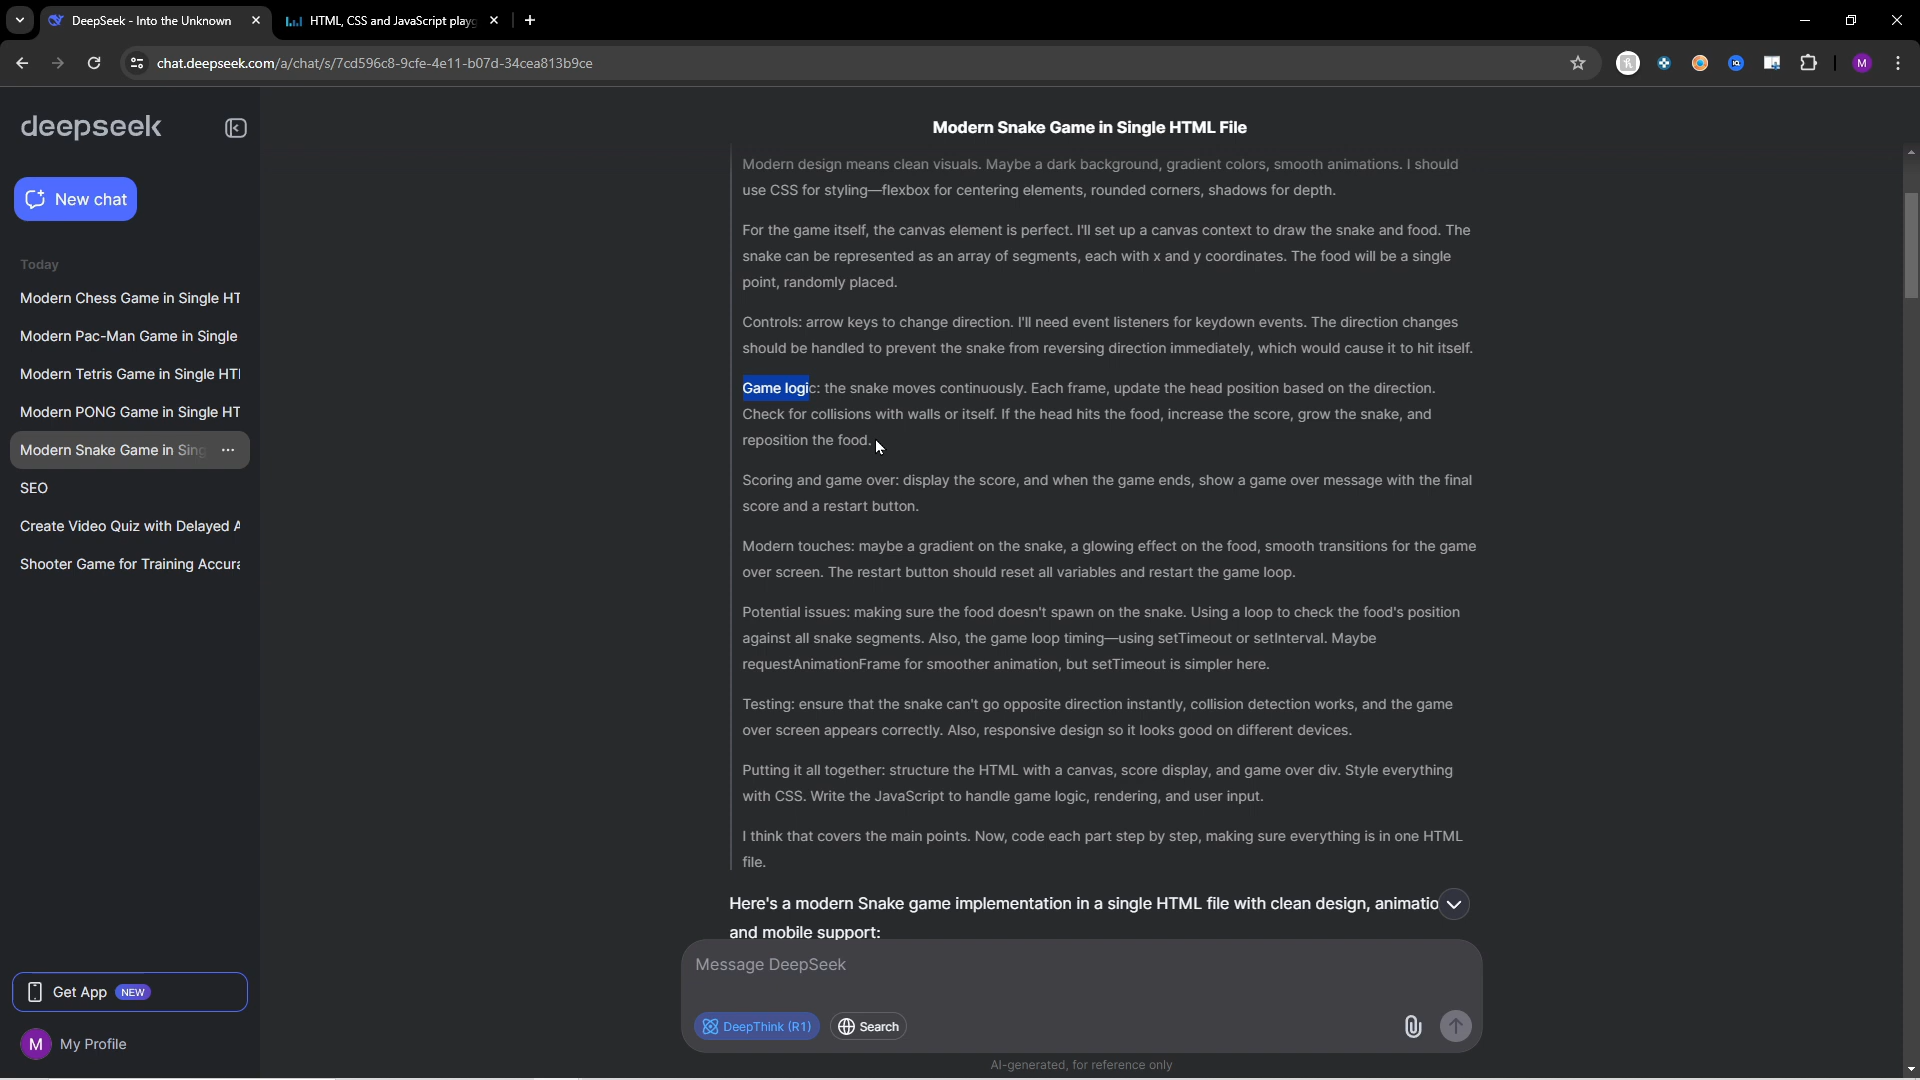 DeepSeek - Into the Unknown
HTML, CSS and JavaScript playg
chat.deepseek.com/a/chat/s/7cd596c8-9cfe-4e11-b07d-34cea813b9ce
M
deepseek
New chat
Today
Modern Chess Game in Single HT
Modern Pac-Man Game in Single
Modern Tetris Game in Single HTI
Modern PONG Game in Single HT
Modern Snake Game in Sing
SEO
Create Video Quiz with Delayed A
Shooter Game for Training Accura
Get App NEW
M My Profile
Modern Snake Game in Single HTML File
Modern design means clean visuals. Maybe a dark background, gradient colors, smooth animations. I should
use CSS for styling—flexbox for centering elements, rounded corners, shadows for depth.
For the game itself, the canvas element is perfect. I'll set up a canvas context to draw the snake and food. The
snake can be represented as an array of segments, each with x and y coordinates. The food will be a single
point, randomly placed.
Controls: arrow keys to change direction. I'll need event listeners for keydown events. The direction changes
should be handled to prevent the snake from reversing direction immediately, which would cause it to hit itself.
Game logic: the snake moves continuously. Each frame, update the head position based on the direction.
Check for collisions with walls or itself. If the head hits the food, increase the score, grow the snake, and
reposition the food.
Scoring and game over: display the score, and when the game ends, show a game over message with the final
score and a restart button.
Modern touches: maybe a gradient on the snake, a glowing effect on the food, smooth transitions for the game
over screen. The restart button should reset all variables and restart the game loop.
Potential issues: making sure the food doesn't spawn on the snake. Using a loop to check the food's position
against all snake segments. Also, the game loop timing—using setTimeout or setInterval. Maybe
requestAnimationFrame for smoother animation, but setTimeout is simpler here.
Testing: ensure that the snake can't go opposite direction instantly, collision detection works, and the game
over screen appears correctly. Also, responsive design so it looks good on different devices.
Putting it all together: structure the HTML with a canvas, score display, and game over div. Style everything
with CSS. Write the JavaScript to handle game logic, rendering, and user input.
I think that covers the main points. Now, code each part step by step, making sure everything is in one HTML
file.
Here's a modern Snake game implementation in a single HTML file with clean design, animatio
and mobile support:
Message DeepSeek
DeepThink (R1)
Search
AI-generated, for reference only